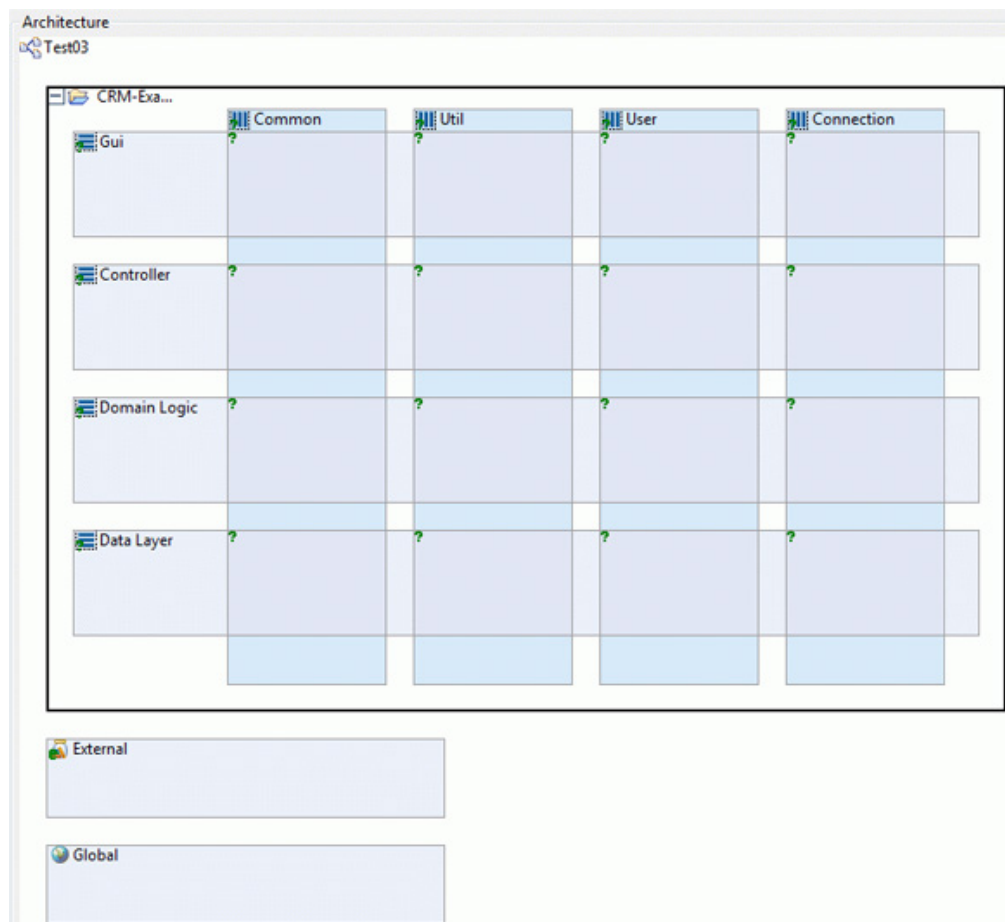 Architecture
Test03
CRM-Exa...
Common Util User Connection
Gui ? ? ? ?
Controller ? ? ? ?
Domain Logic ? ? ? ?
Data Layer ? ? ? ?
External
Global